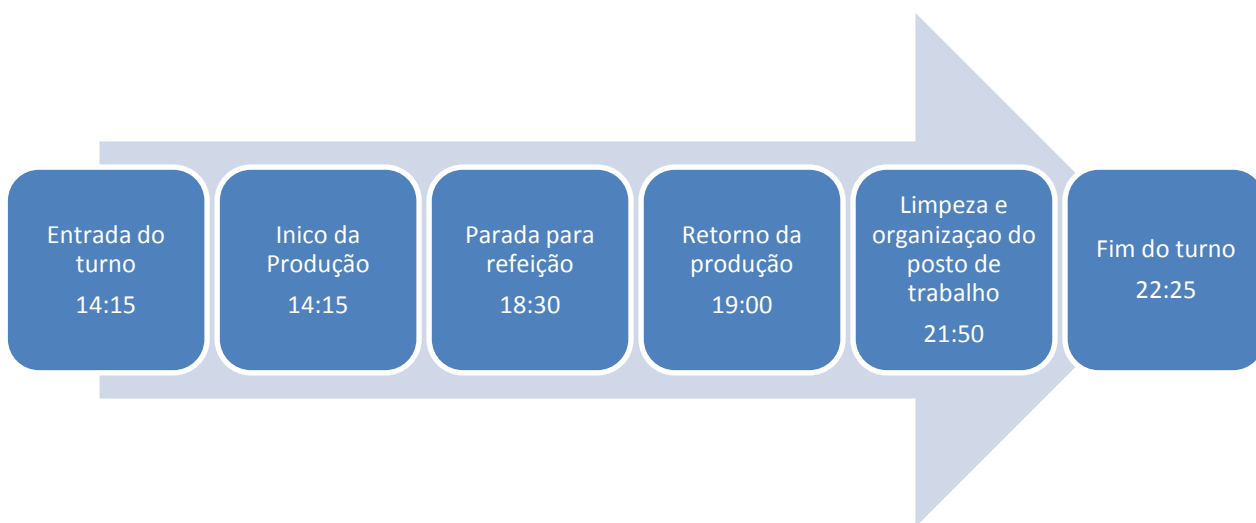 Entrada do
turno
14:15
Inico da
Produção
14:15
Parada para
refeição
18:30
Retorno da
produção
19:00
Limpeza e
organizaçao do
posto de
trabalho
21:50
Fim do turno
22:25